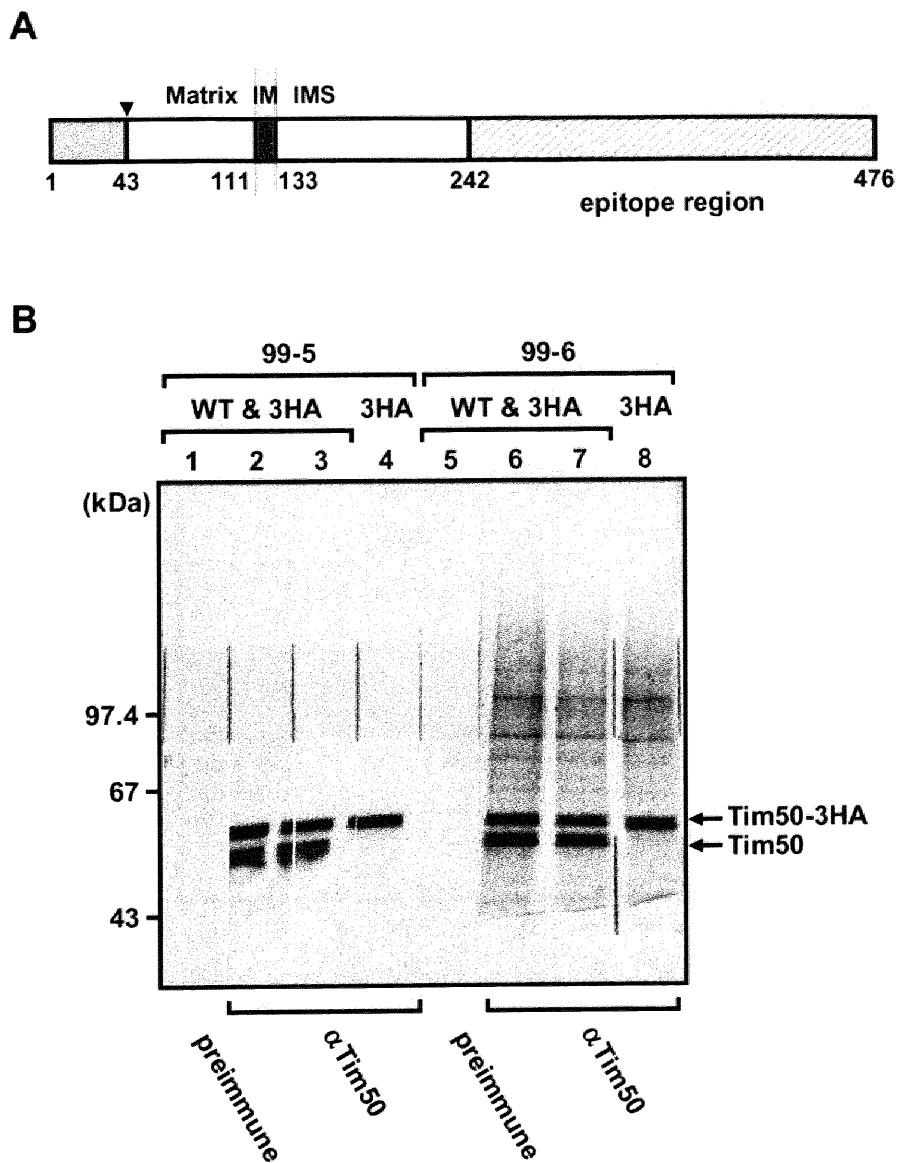 A
Matrix IM IMS
1 43 111 133 242 476
epitope region
B
99-5 99-6
WT & 3HA 3HA WT & 3HA 3HA
1 2 3 4 5 6 7 8
(kDa)
97.4
67
Tim50-3HA
Tim50
43
preimmune αTim50 preimmune αTim50